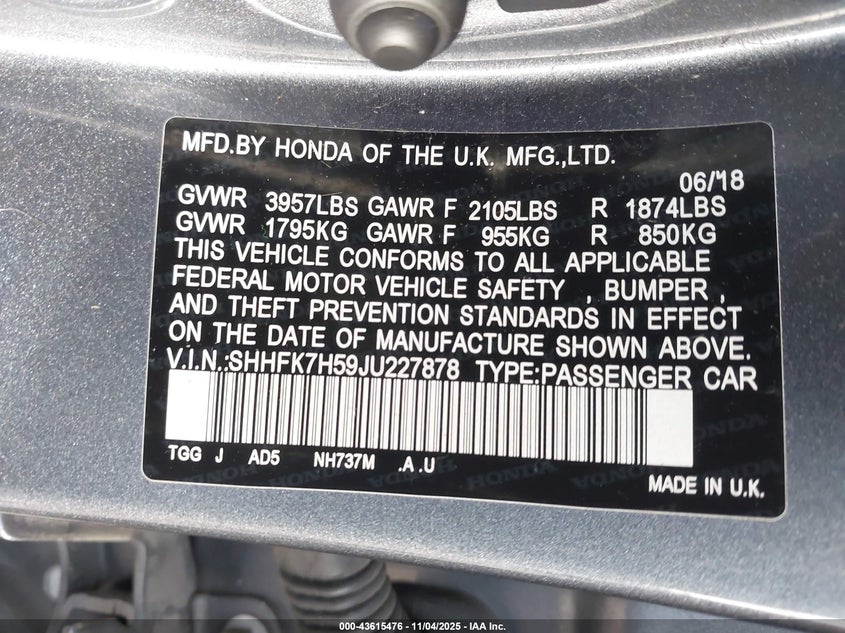 MFD.BY HONDA OF THE U.K. MFG.,LTD.
06/18
GVWR 3957LBS GAWR F 2105LBS R 1874LBS
GVWR 1795KG GAWR F 955KG R 850KG
THIS VEHICLE CONFORMS TO ALL APPLICABLE
FEDERAL MOTOR VEHICLE SAFETY , BUMPER ,
AND THEFT PREVENTION STANDARDS IN EFFECT
ON THE DATE OF MANUFACTURE SHOWN ABOVE.
V.I.N.:SHHFK7H59JU227878 TYPE:PASSENGER CAR
TGG J AD5 NH737M .A .U
MADE IN U.K.
000-43615476 — 11/04/2025 — IAA Inc.